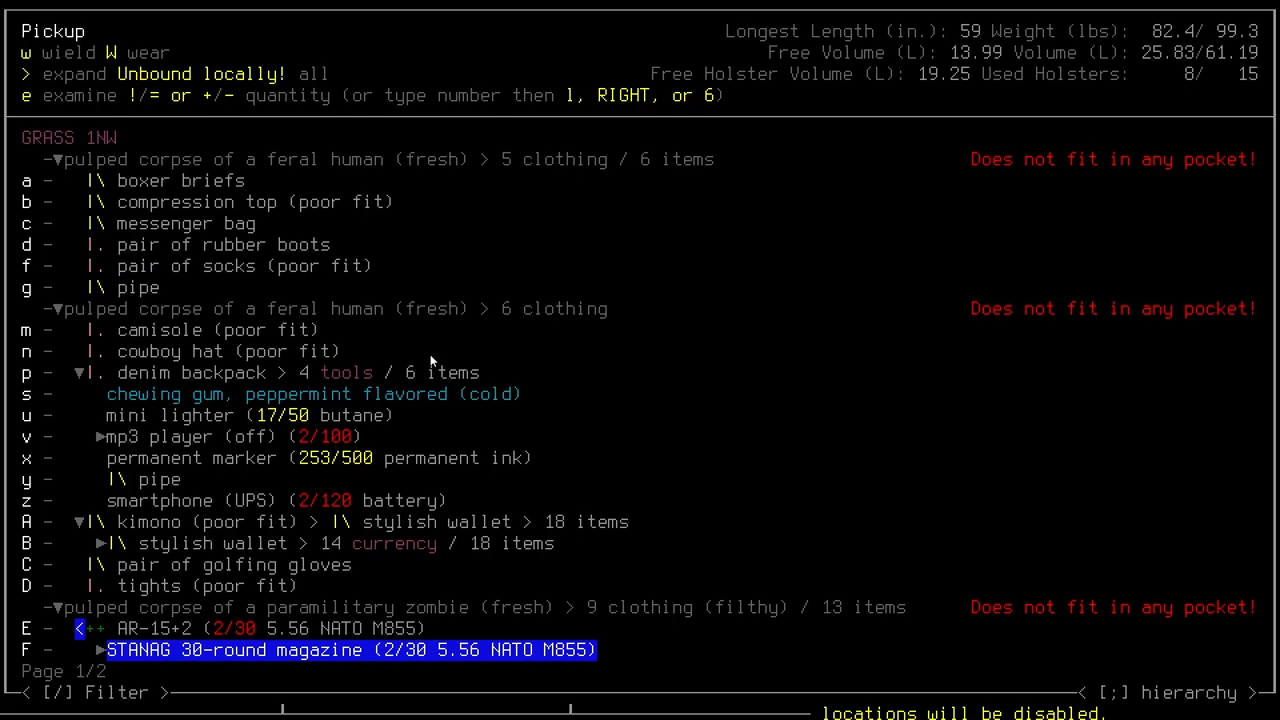 Pickup Longest Length (in.): 59 Weight (lbs): 82.4/ 99.3
w wield W wear Free Volume (L): 13.99 Volume (L): 25.83/61.19
> expand Unbound locally! all Free Holster Volume (L): 19.25 Used Holsters: 8/ 15
e examine !/= or +/- quantity (or type number then l, RIGHT, or 6)
GRASS 1NW
-▼pulped corpse of a feral human (fresh) > 5 clothing / 6 items Does not fit in any pocket!
a - |\ boxer briefs
b - |\ compression top (poor fit)
c - |\ messenger bag
d - |. pair of rubber boots
f - |. pair of socks (poor fit)
g - |\ pipe
-▼pulped corpse of a feral human (fresh) > 6 clothing Does not fit in any pocket!
m - |. camisole (poor fit)
n - |. cowboy hat (poor fit)
p - ▼|. denim backpack > 4 tools / 6 items
s - chewing gum, peppermint flavored (cold)
u - mini lighter (17/50 butane)
v - ▶mp3 player (off) (2/100)
x - permanent marker (253/500 permanent ink)
y - |\ pipe
z - smartphone (UPS) (2/120 battery)
A - ▼|\ kimono (poor fit) > |\ stylish wallet > 18 items
B - ▶|\ stylish wallet > 14 currency / 18 items
C - |\ pair of golfing gloves
D - |. tights (poor fit)
-▼pulped corpse of a paramilitary zombie (fresh) > 9 clothing (filthy) / 13 items Does not fit in any pocket!
E - <++ AR-15+2 (2/30 5.56 NATO M855)
F - ▶STANAG 30-round magazine (2/30 5.56 NATO M855)
Page 1/2
< [/] Filter > < [;] hierarchy >
locations will be disabled.